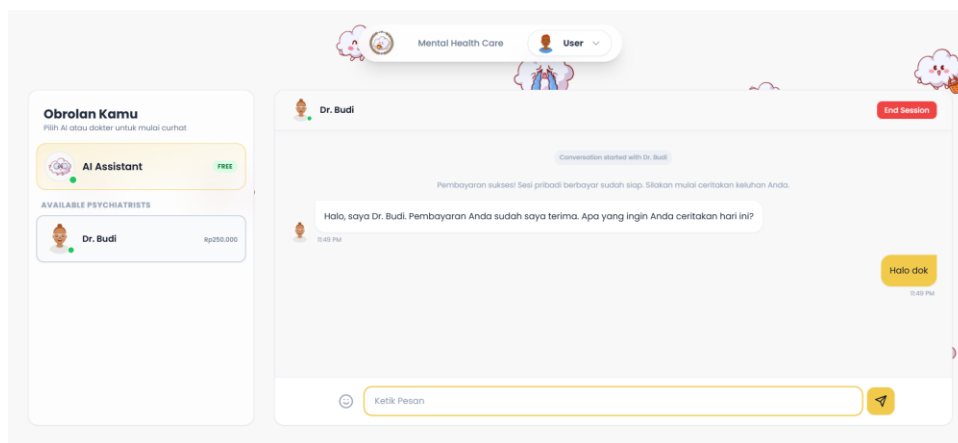 Mental Health Care
User
Obrolan Kamu
Pilih AI atau dokter untuk mulai curhat
AI Assistant
FREE
AVAILABLE PSYCHIATRISTS
Dr. Budi
Rp250.000
Dr. Budi
End Session
Conversation started with Dr. Budi
Pembayaran sukses! Sesi pribadi berbayar sudah siap. Silakan mulai ceritakan keluhan Anda.
Halo, saya Dr. Budi. Pembayaran Anda sudah saya terima. Apa yang ingin Anda ceritakan hari ini?
11:49 PM
Halo dok
11:49 PM
Ketik Pesan